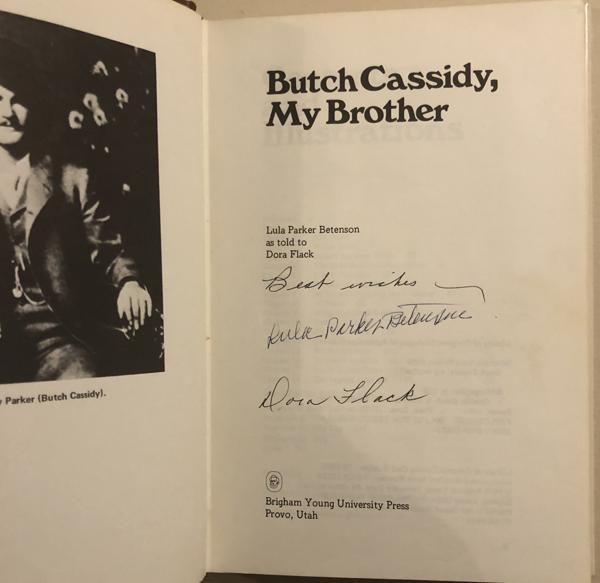 y Parker (Butch Cassidy).
Butch Cassidy,
My Brother
Lula Parker Betenson
as told to
Dora Flack
Best wishes
Lula Parker Betenson
Dora Flack
Brigham Young University Press
Provo, Utah